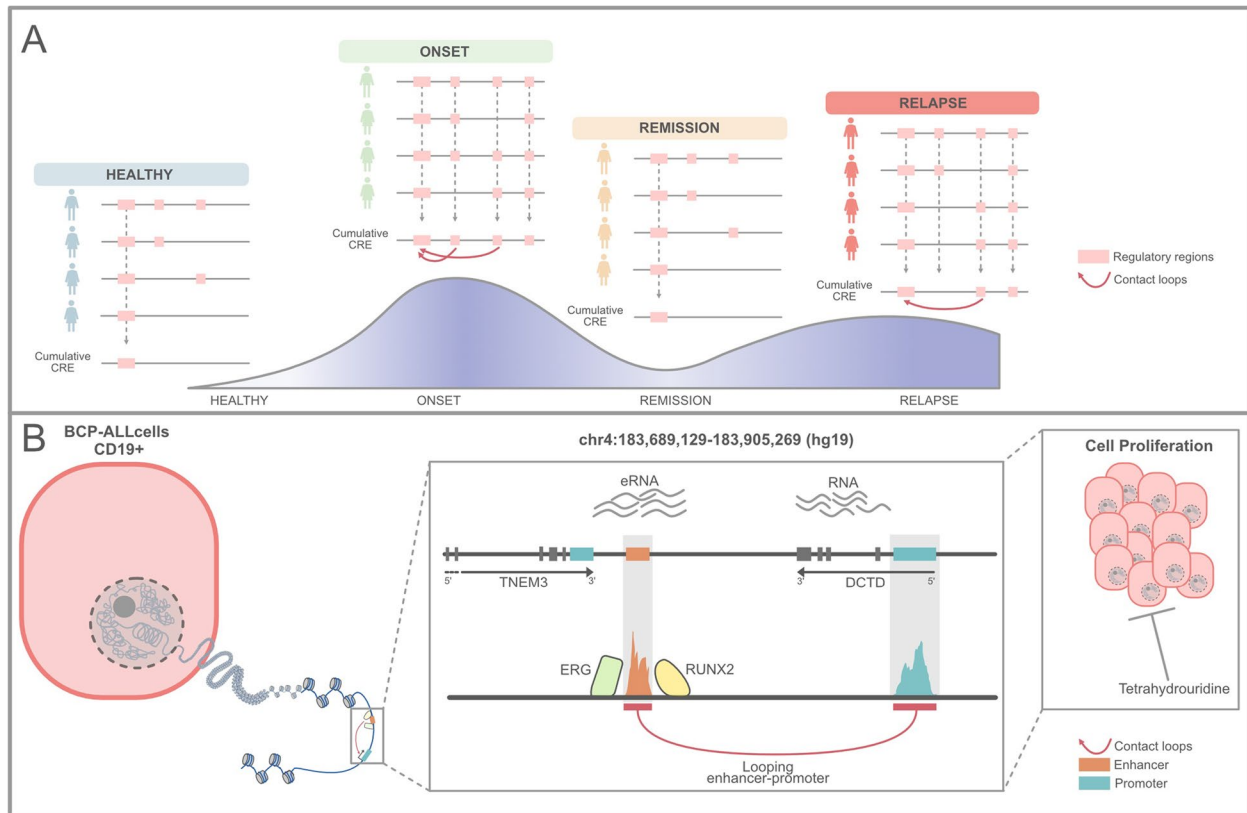 A
HEALTHY
Cumulative
CRE
ONSET
Cumulative
CRE
REMISSION
Cumulative
CRE
RELAPSE
Cumulative
CRE
Regulatory regions
Contact loops
HEALTHY
ONSET
REMISSION
RELAPSE
B
BCP-ALLcells
CD19+
chr4:183,689,129-183,905,269 (hg19)
eRNA
RNA
5'
TNEM3
3'
3'
DCTD
5'
ERG
RUNX2
Looping
enhancer-promoter
Cell Proliferation
Tetrahydrouridine
Contact loops
Enhancer
Promoter